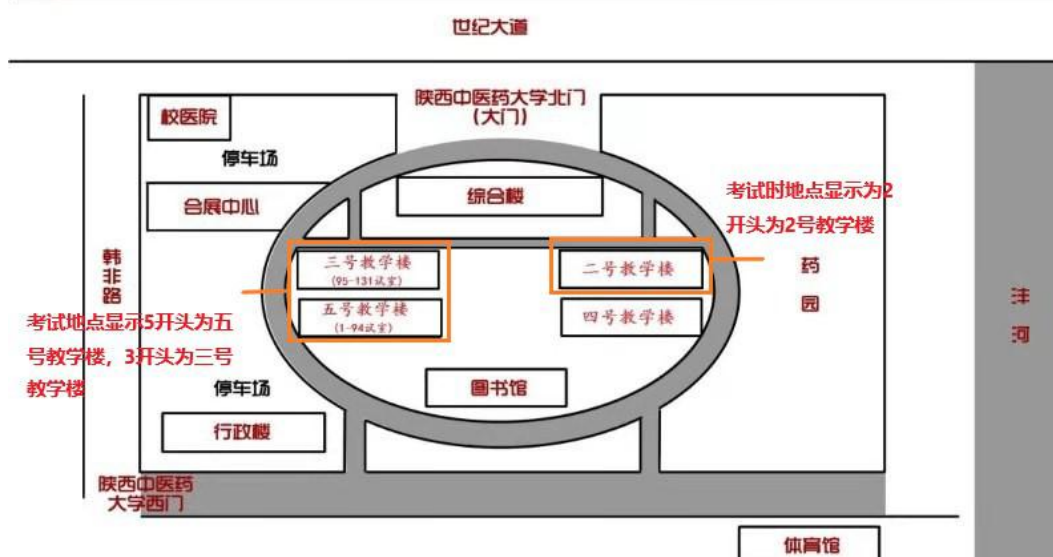 世纪大道
陕西中医药大学北门
(大门)
校医院
停车场
综合楼
会展中心
考试时地点显示为2
开头为2号教学楼
韩非路
三号教学楼
(95-131试室)
二号教学楼
药园
沣河
五号教学楼
(1-94试室)
四号教学楼
考试地点显示5开头为五
号教学楼，3开头为三号
教学楼
停车场
圖书馆
行政楼
陕西中医药
大学西门
体育馆